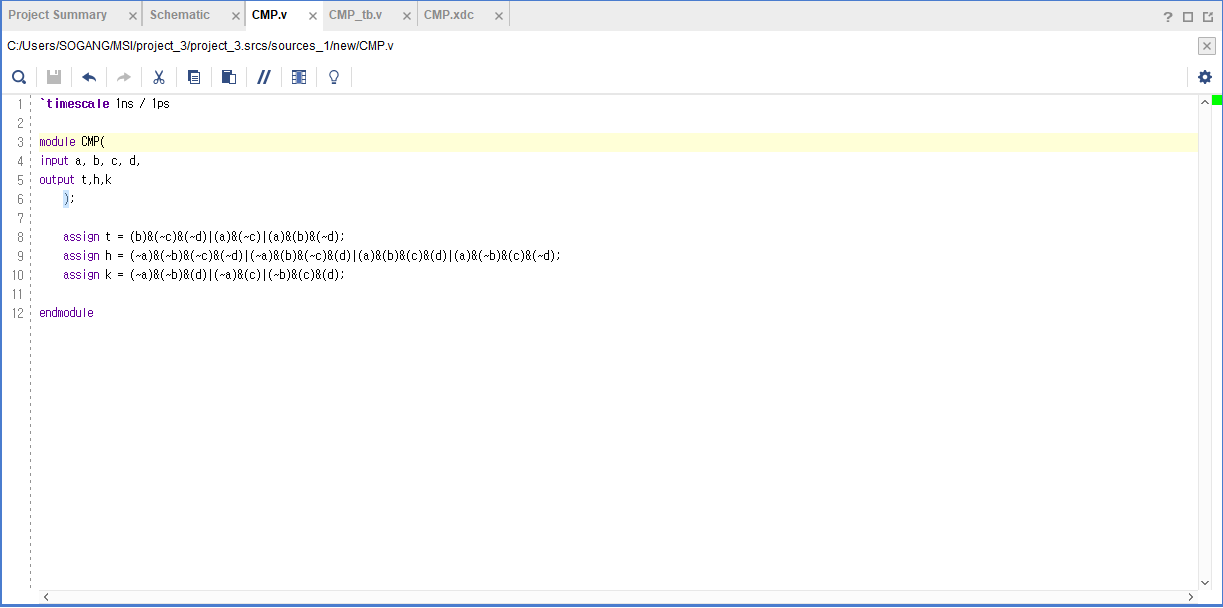 Project Summary × Schematic × CMP.v × CMP_tb.v × CMP.xdc × ?
C:/Users/SOGANG/MSI/project_3/project_3.srcs/sources_1/new/CMP.v
1 `timescale 1ns / 1ps
2
3 module CMP(
4 input a, b, c, d,
5 output t,h,k
6 );
7
8 assign t = (b)&(~c)&(~d)|(a)&(~c)|(a)&(b)&(~d);
9 assign h = (~a)&(~b)&(~c)&(~d)|(~a)&(b)&(~c)&(d)|(a)&(b)&(c)&(d)|(a)&(~b)&(c)&(~d);
10 assign k = (~a)&(~b)&(d)|(~a)&(c)|(~b)&(c)&(d);
11
12 endmodule